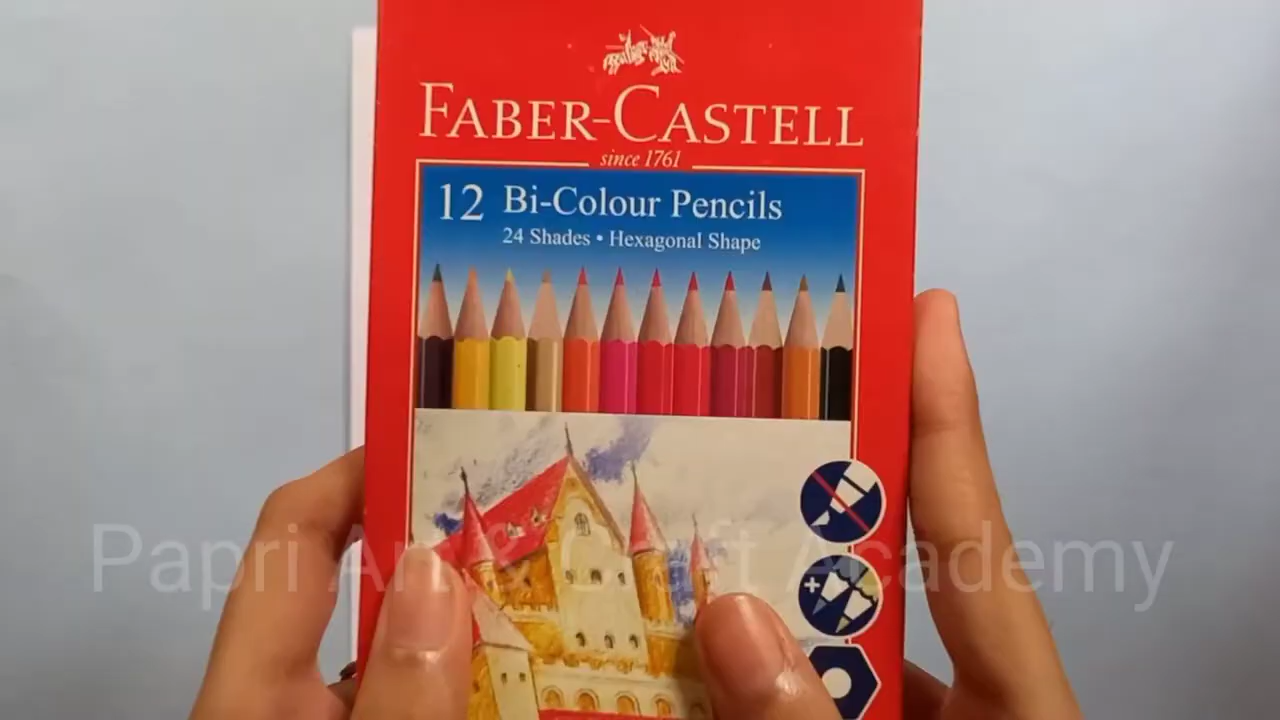 FABER-CASTELL
since 1761
12 Bi-Colour Pencils
24 Shades • Hexagonal Shape
Papri Art & Craft Academy